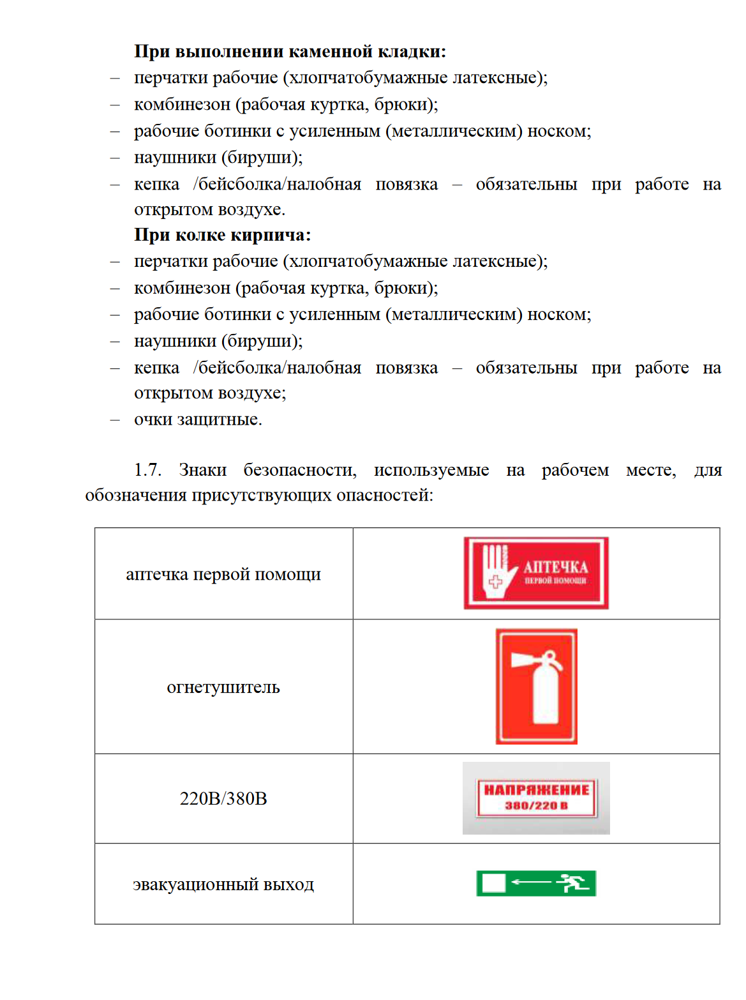 При выполнении каменной кладки:
– перчатки рабочие (хлопчатобумажные латексные);
– комбинезон (рабочая куртка, брюки);
– рабочие ботинки с усиленным (металлическим) носком;
– наушники (бируши);
– кепка /бейсболка/налобная повязка – обязательны при работе на
открытом воздухе.
При колке кирпича:
– перчатки рабочие (хлопчатобумажные латексные);
– комбинезон (рабочая куртка, брюки);
– рабочие ботинки с усиленным (металлическим) носком;
– наушники (бируши);
– кепка /бейсболка/налобная повязка – обязательны при работе на
открытом воздухе;
– очки защитные.
1.7. Знаки безопасности, используемые на рабочем месте, для
обозначения присутствующих опасностей:
аптечка первой помощи
АПТЕЧКА
ПЕРВОЙ ПОМОЩИ
огнетушитель
220В/380В
НАПРЯЖЕНИЕ
380/220 В
эвакуационный выход